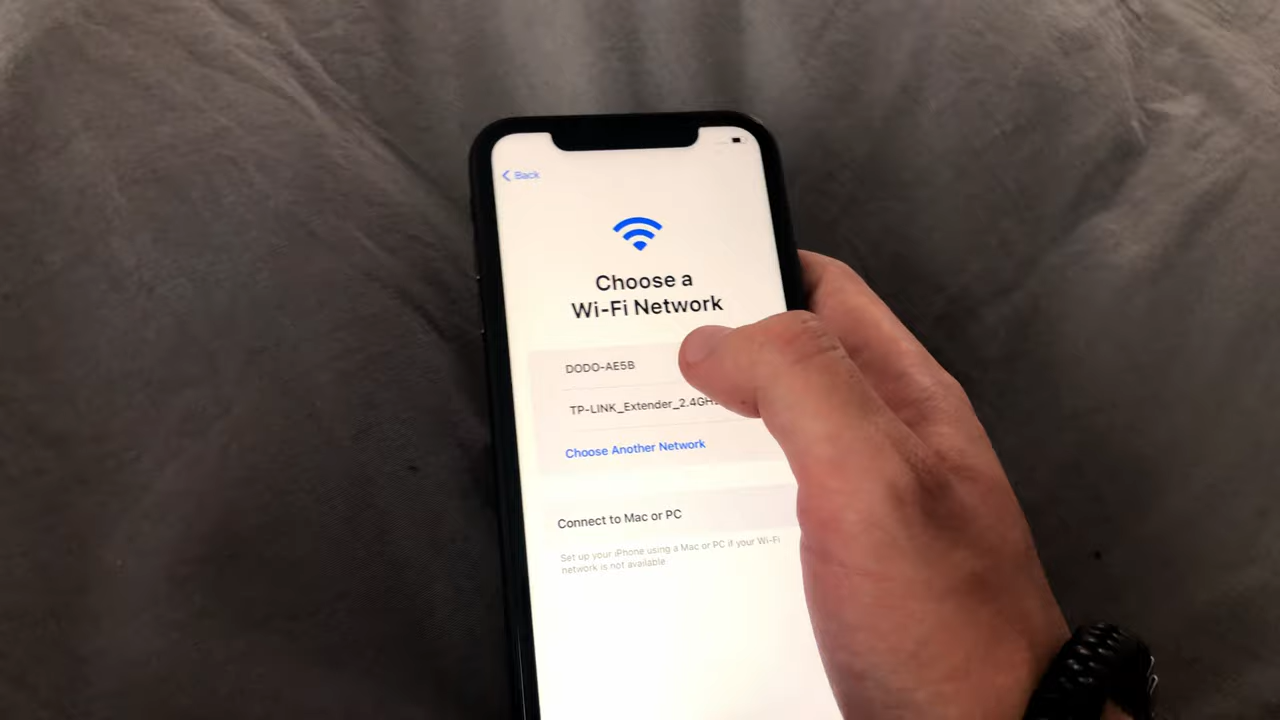 Back
Choose a
Wi-Fi Network
DODO-AE5B
TP-LINK_Extender_2.4GH
Choose Another Network
Connect to Mac or PC
Set up your iPhone using a Mac or PC if your Wi-Fi
network is not available